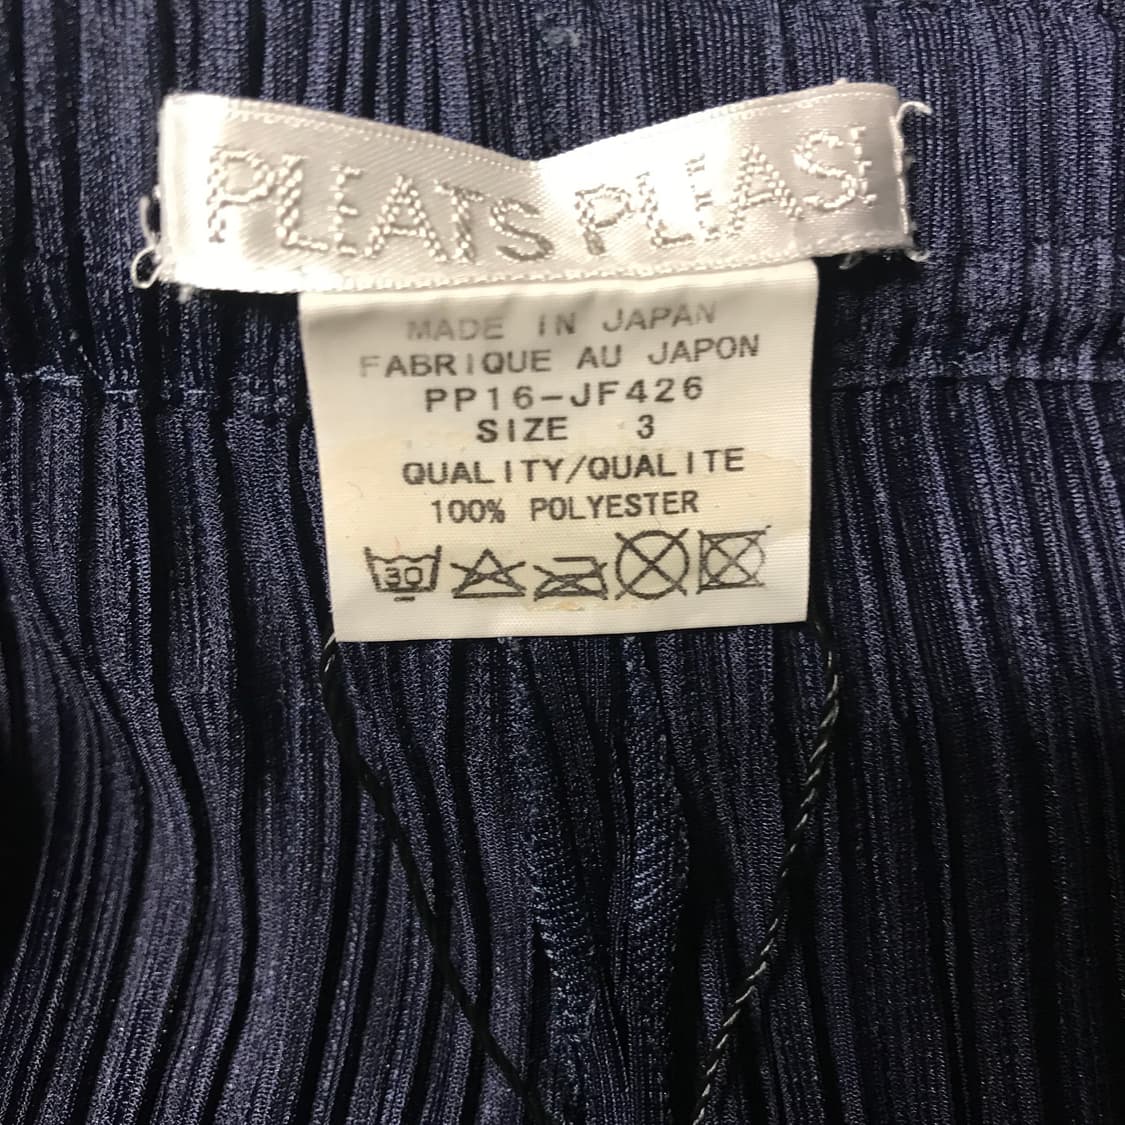 PLEATS PLEASE
MADE IN JAPAN
FABRIQUE AU JAPON
PP16-JF426
SIZE 3
QUALITY/QUALITE
100% POLYESTER
30